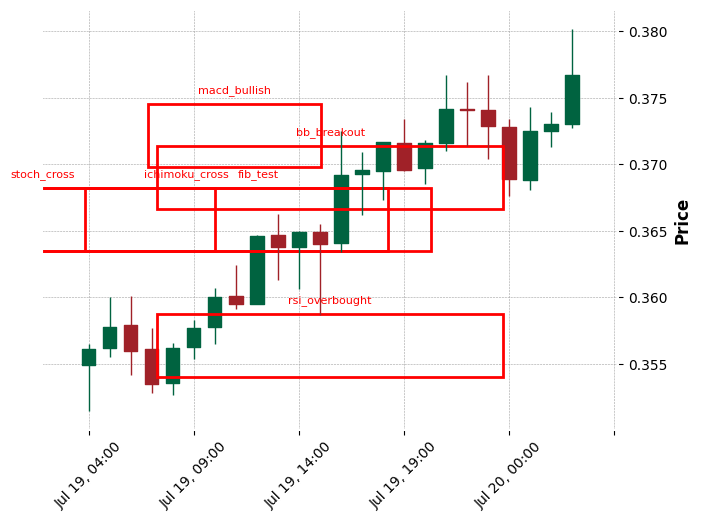 0.380
macd_bullish
0.375
bb_breakout
0.370
stoch_cross
ichimoku_cross
fib_test
0.365
Price
0.360
rsi_overbought
0.355
Jul 19, 04:00
Jul 19, 09:00
Jul 19, 14:00
Jul 19, 19:00
Jul 20, 00:00